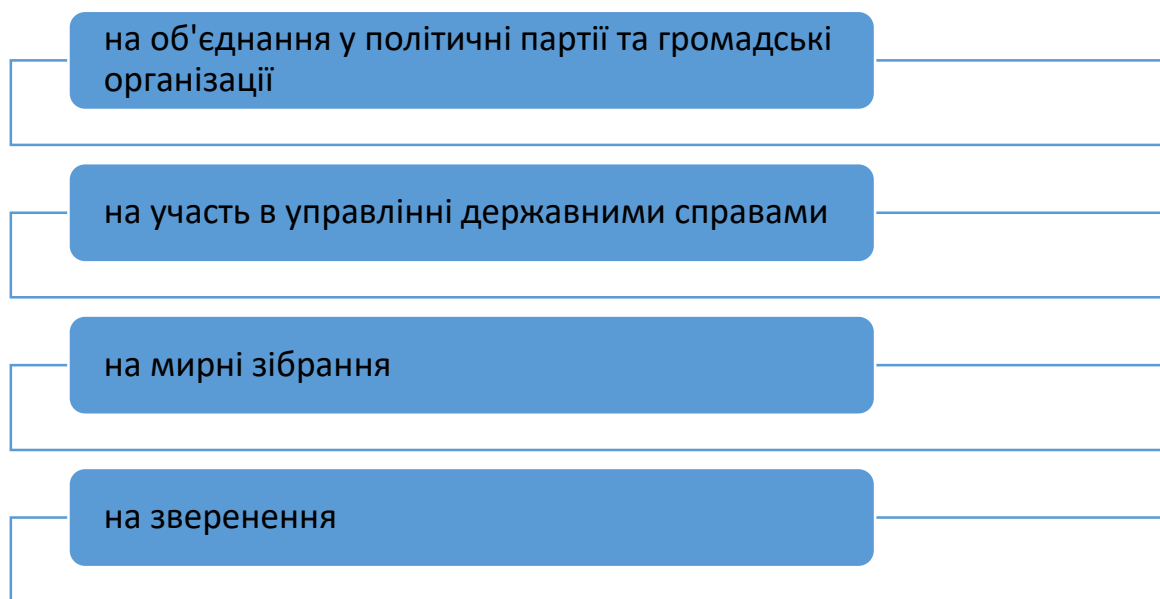 на об'єднання у політичні партії та громадські
організації
на участь в управлінні державними справами
на мирні зібрання
на зверенення